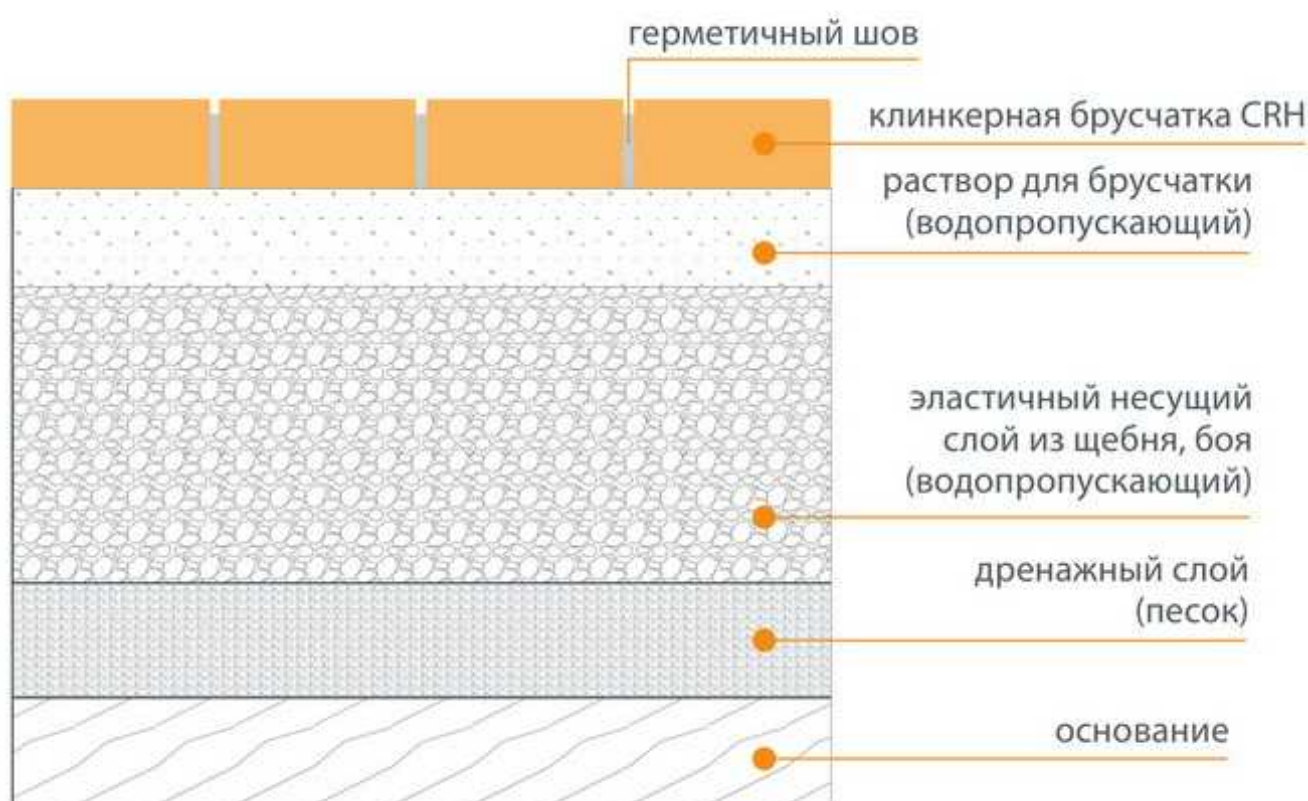 герметичный шов
клинкерная брусчатка CRH
раствор для брусчатки
(водопропускающий)
эластичный несущий
слой из щебня, боя
(водопропускающий)
дренажный слой
(песок)
основание